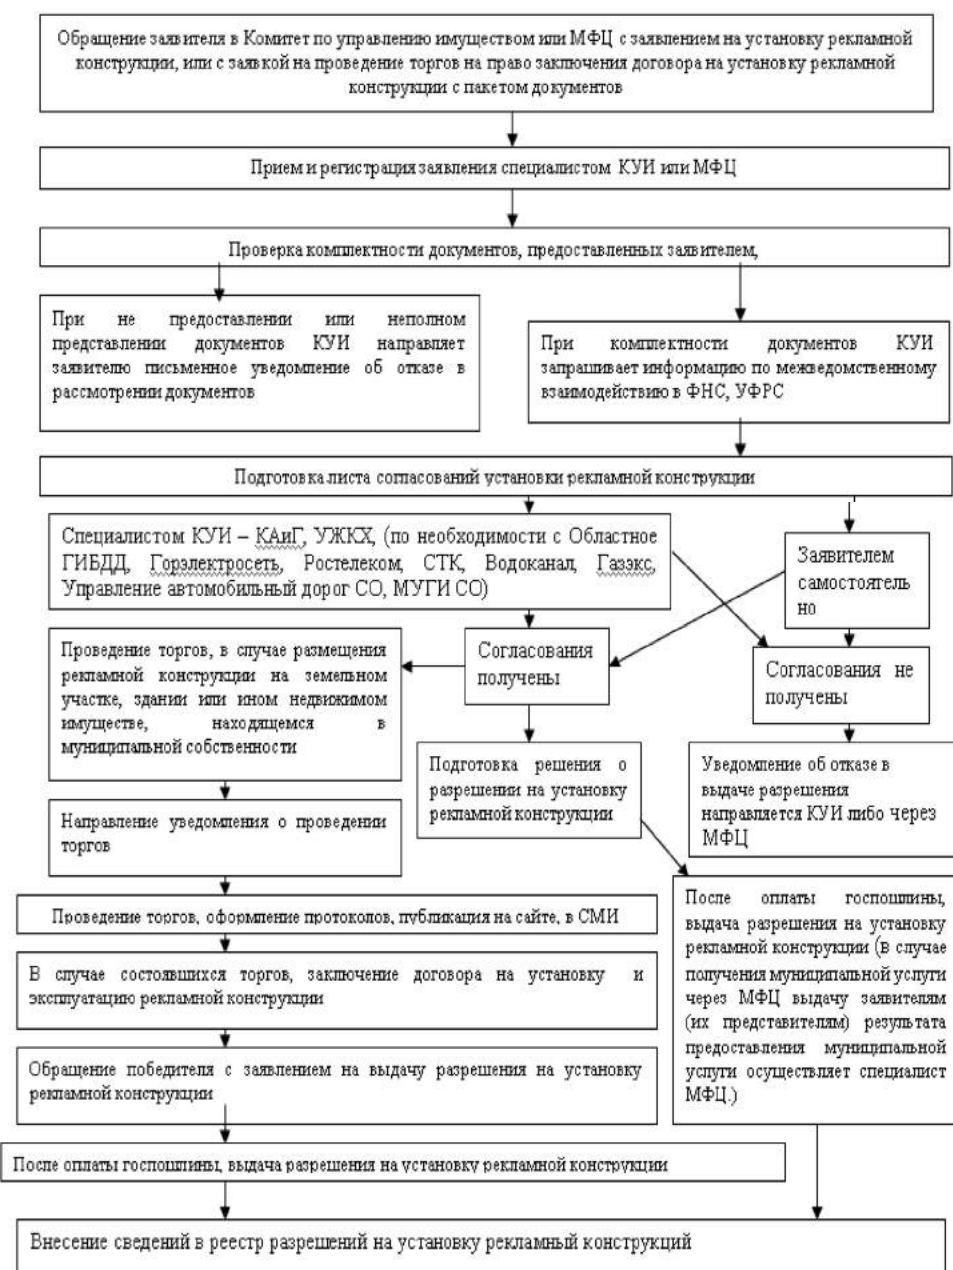 Обращение заявителя в Комитет по управлению имуществом или МФЦ с заявлением на установку рекламной
конструкции, или с заявкой на проведение торгов на право заключения договора на установку рекламной
конструкции с пакетом документов
Прием и регистрация заявления специалистом КУИ или МФЦ
Проверка комплектности документов, предоставленных заявителем,
При не предоставлении или неполном
представлении документов КУИ направляет
заявителю письменное уведомление об отказе в
рассмотрении документов
При комплектности документов КУИ
запрашивает информацию по межведомственному
взаимодействию в ФНС, УФРС
Подготовка листа согласований установки рекламной конструкции
Специалистом КУИ – КАиГ, УЖКХ, (по необходимости с Областное
ГИБДД, Горэлектросеть, Ростелеком, СТК, Водоканал, Газэкс,
Управление автомобильный дорог СО, МУГИ СО)
Заявителем
самостоятель
но
Согласования
получены
Согласования не
получены
Проведение торгов, в случае размещения
рекламной конструкции на земельном
участке, здании или ином недвижимом
имуществе, находящемся в
муниципальной собственности
Подготовка решения о
разрешении на установку
рекламной конструкции
Уведомление об отказе в
выдаче разрешения
направляется КУИ либо через
МФЦ
Направление уведомления о проведении
торгов
Проведение торгов, оформление протоколов, публикация на сайте, в СМИ
В случае состоявшихся торгов, заключение договора на установку и
эксплуатацию рекламной конструкции
Обращение победителя с заявлением на выдачу разрешения на установку
рекламной конструкции
После оплаты госпошлины,
выдача разрешения на установку
рекламной конструкции (в случае
получения муниципальной услуги
через МФЦ выдачу заявителям
(их представителям) результата
предоставления муниципальной
услуги осуществляет специалист
МФЦ.)
После оплаты госпошлины, выдача разрешения на установку рекламной конструкции
Внесение сведений в реестр разрешений на установку рекламный конструкций